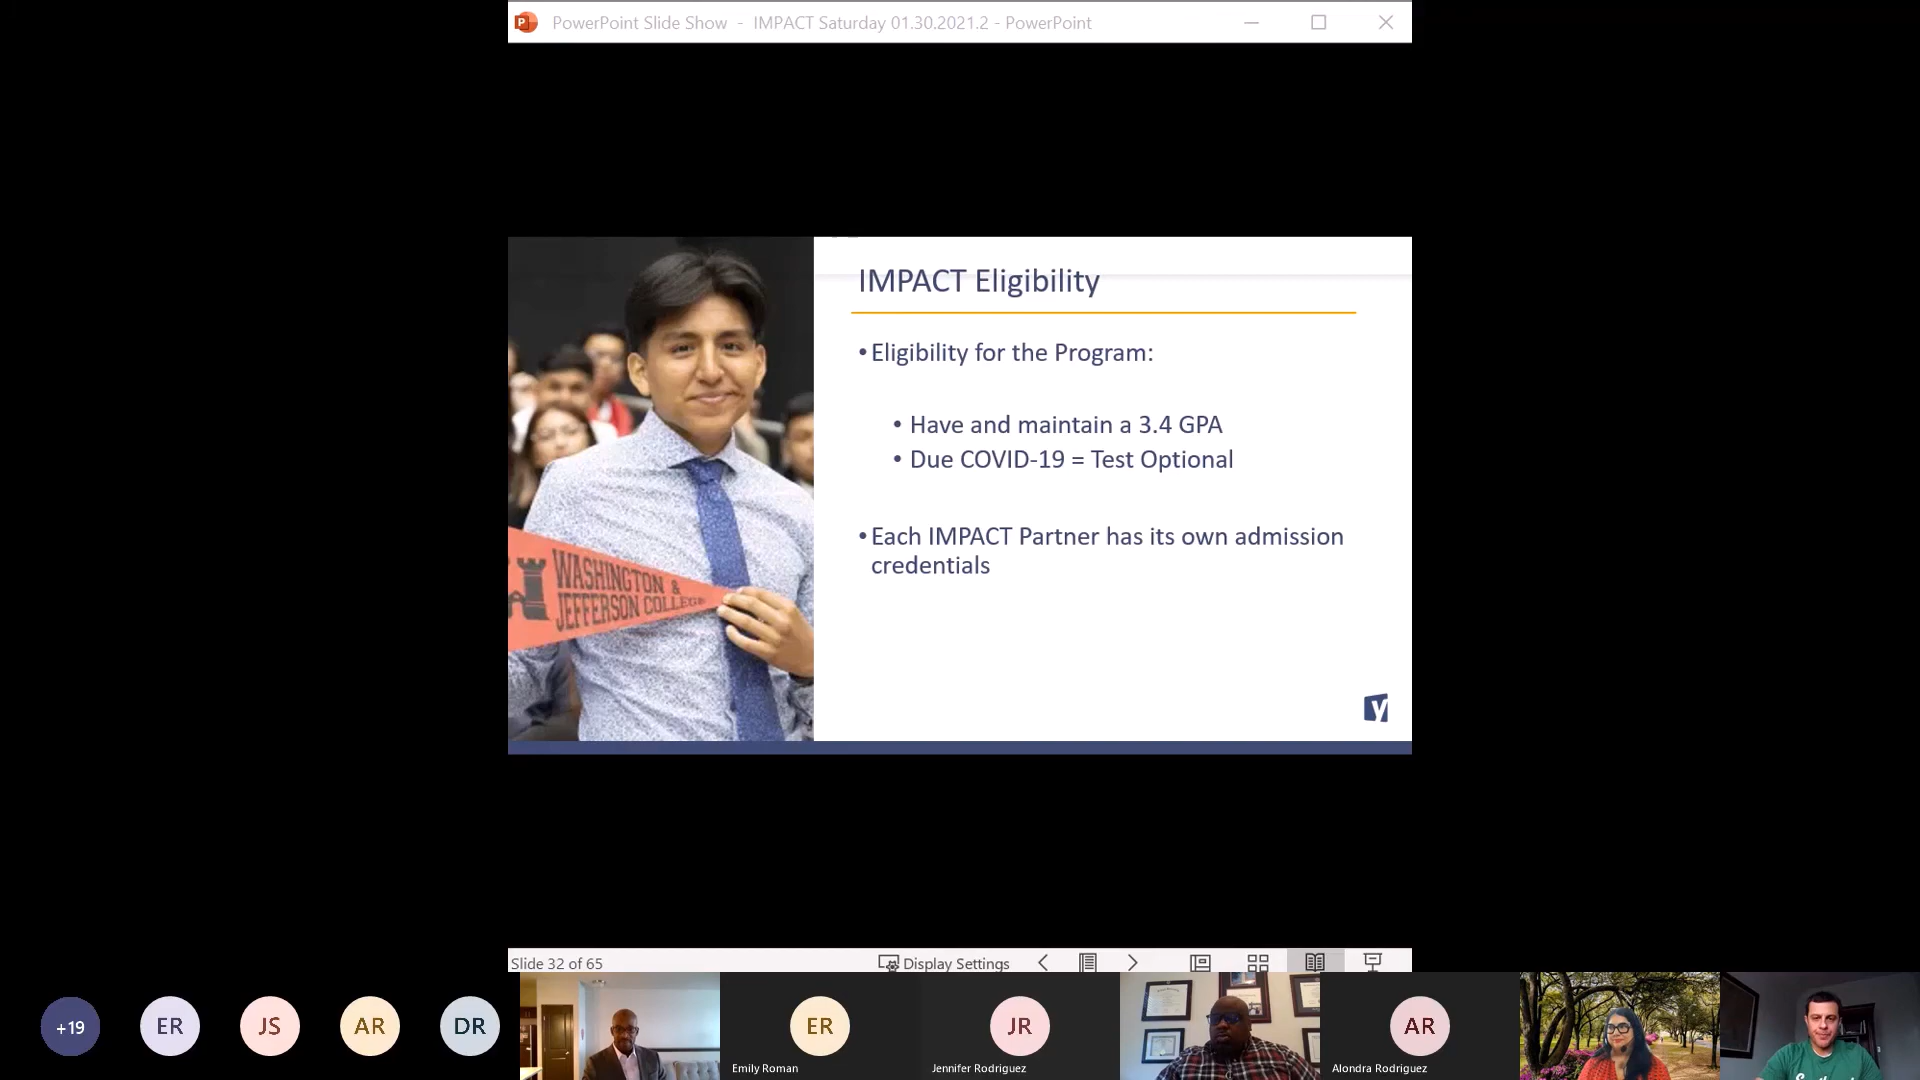 PowerPoint Slide Show - IMPACT Saturday 01.30.2021.2 - PowerPoint
IMPACT Eligibility
•Eligibility for the Program:
• Have and maintain a 3.4 GPA
• Due COVID-19 = Test Optional
•Each IMPACT Partner has its own admission
credentials
WASHINGTON &
JEFFERSON COLLEGE
y
Slide 32 of 65
Display Settings
+19
ER
JS
AR
DR
ER
Emily Roman
JR
Jennifer Rodriguez
AR
Alondra Rodriguez